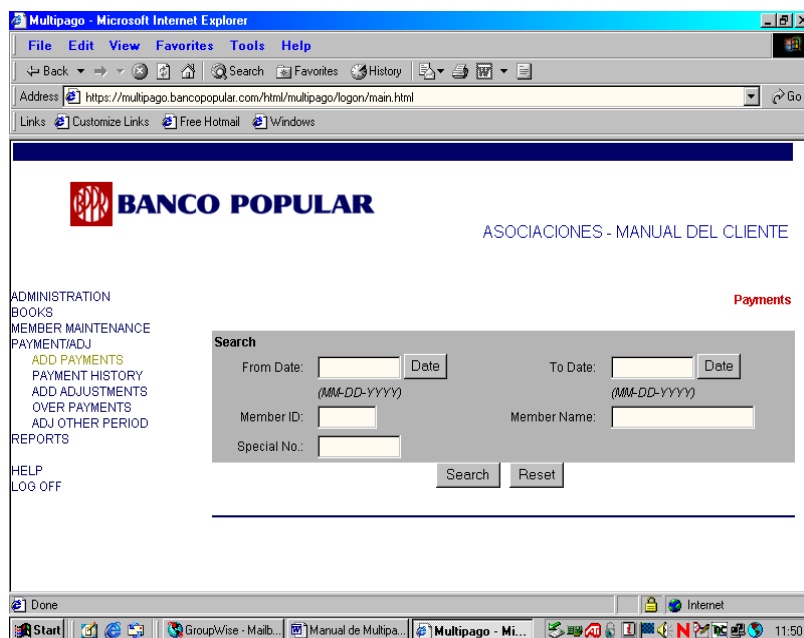 Multipago - Microsoft Internet Explorer
File Edit View Favorites Tools Help
Back Search Favorites History
Address https://multipago.bancopopular.com/html/multipago/logon/main.html Go
Links Customize Links Free Hotmail Windows
BANCO POPULAR
ASOCIACIONES - MANUAL DEL CLIENTE
ADMINISTRATION
BOOKS
MEMBER MAINTENANCE
PAYMENT/ADJ
ADD PAYMENTS
PAYMENT HISTORY
ADD ADJUSTMENTS
OVER PAYMENTS
ADJ OTHER PERIOD
REPORTS
HELP
LOG OFF
Payments
Search
From Date: Date To Date: Date
(MM-DD-YYYY) (MM-DD-YYYY)
Member ID: Member Name:
Special No.:
Search Reset
Done Internet
Start GroupWise - Mailb... Manual de Multipa... Multipago - Mi... 11:50